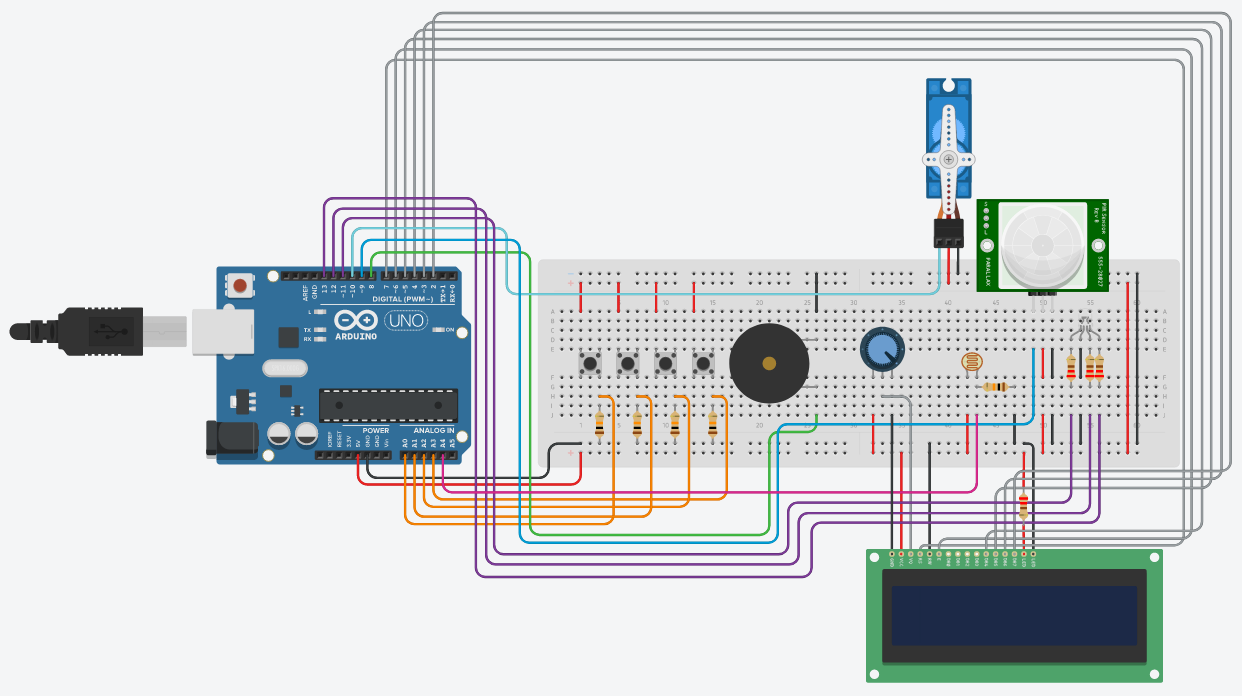 PIR Sensor
Rev B
555-28027
PARALLAX
AREF
GND
13
12
~11
~10
~9
8
7
~6
~5
4
~3
2
TX→1
RX←0
DIGITAL (PWM~)
L
TX
RX
ARDUINO
UNO
ON
POWER
ANALOG IN
IOREF
RESET
3.3V
5V
GND
GND
Vin
A0
A1
A2
A3
A4
A5
10
15
20
25
30
35
40
45
50
55
A
B
C
D
E
F
G
H
I
J
GND
VCC